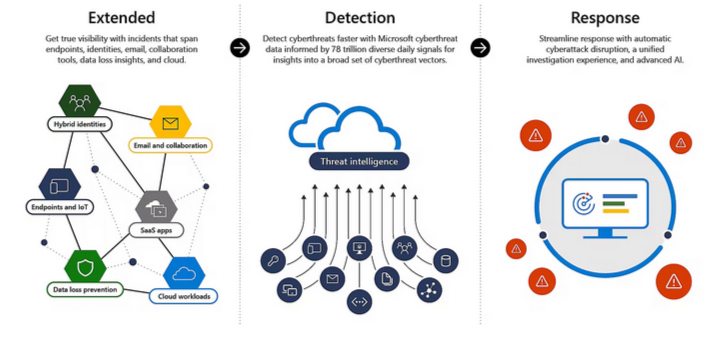 Extended
Get true visibility with incidents that span
endpoints, identities, email, collaboration
tools, data loss insights, and cloud.
Hybrid identities
Email and collaboration
Endpoints and IoT
SaaS apps
Data loss prevention
Cloud workloads
Detection
Detect cyberthreats faster with Microsoft cyberthreat
data informed by 78 trillion diverse daily signals for
insights into a broad set of cyberthreat vectors.
Threat intelligence
Response
Streamline response with automatic
cyberattack disruption, a unified
investigation experience, and advanced AI.